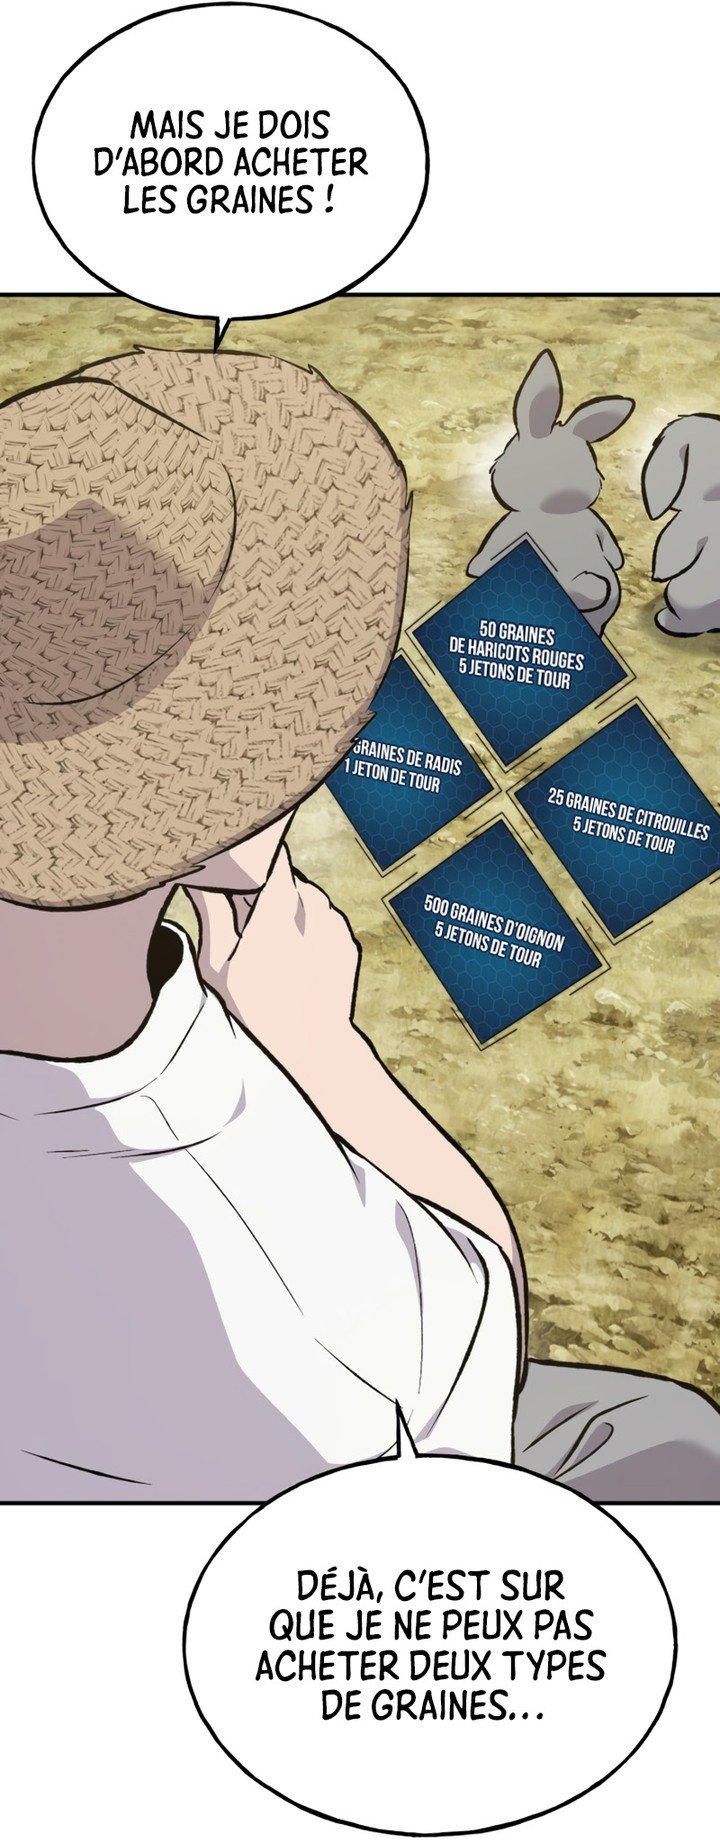 MAIS JE DOIS
D'ABORD ACHETER
LES GRAINES !
50 GRAINES
DE HARICOTS ROUGES
5 JETONS DE TOUR
GRAINES DE RADIS
1 JETON DE TOUR
25 GRAINES DE CITROUILLES
5 JETONS DE TOUR
500 GRAINES D'OIGNON
5 JETONS DE TOUR
DÉJÀ, C'EST SUR
QUE JE NE PEUX PAS
ACHETER DEUX TYPES
DE GRAINES...